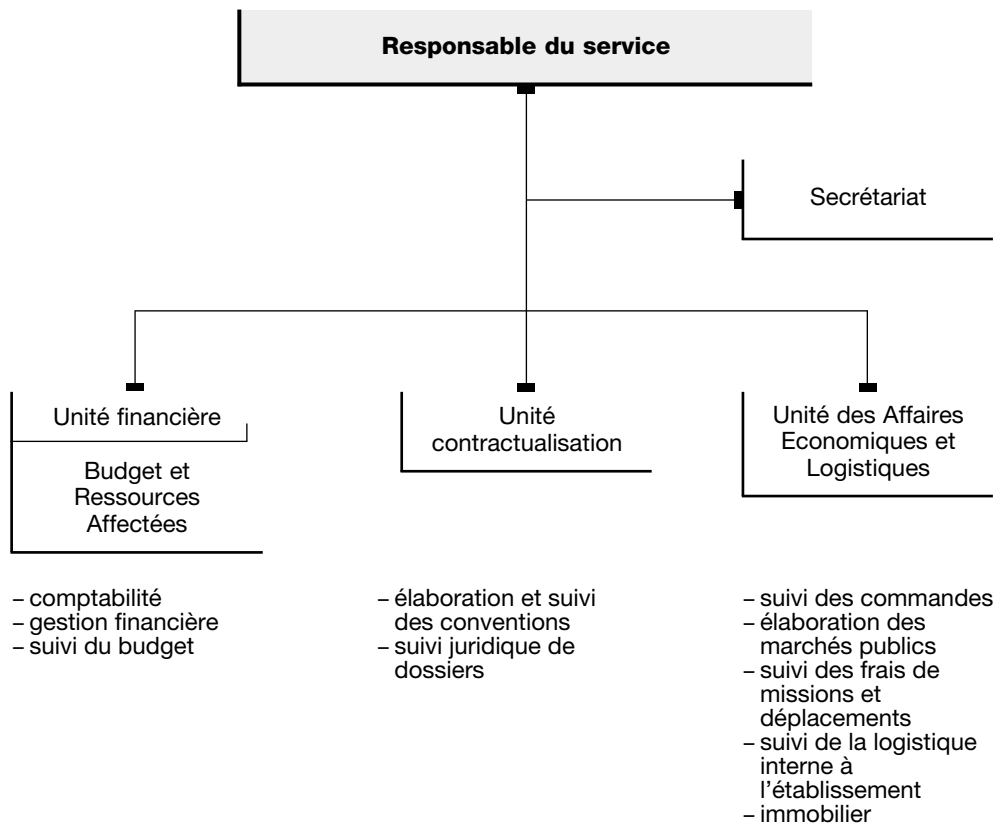 Responsable du service
Secrétariat
Unité financière
Budget et
Ressources
Affectées
Unité
contractualisation
Unité des Affaires
Economiques et
Logistiques
– comptabilité
– gestion financière
– suivi du budget
– élaboration et suivi
des conventions
– suivi juridique de
dossiers
– suivi des commandes
– élaboration des
marchés publics
– suivi des frais de
missions et
déplacements
– suivi de la logistique
interne à
l’établissement
– immobilier